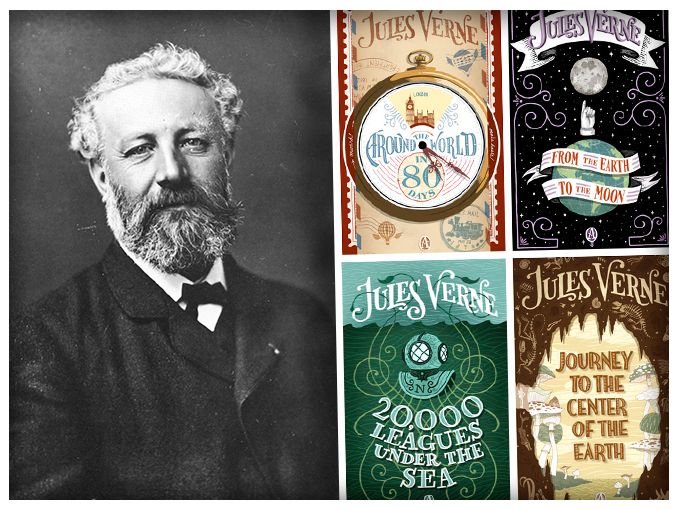 JULES VERNE
LONDON
AROUND
THE
WORLD
IN
80
DAYS
JULES VERNE
FROM THE EARTH
TO THE MOON
JULES VERNE
N
20,000
LEAGUES
UNDER THE
SEA
JULES VERNE
JOURNEY
TO THE
CENTER
OF THE
EARTH